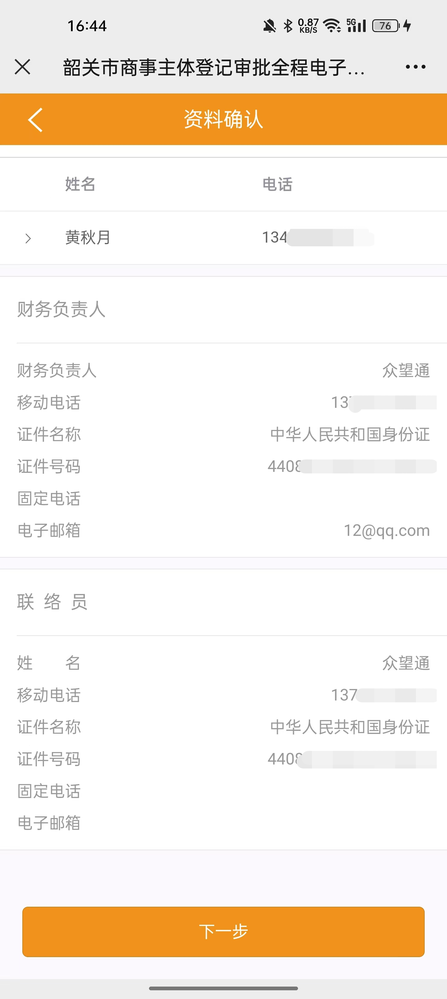 16:44
0.87 KB/S
5G
76
韶关市商事主体登记审批全程电子...
资料确认
姓名 电话
黄秋月 134
财务负责人
财务负责人 众望通
移动电话 13
证件名称 中华人民共和国身份证
证件号码 4408
固定电话
电子邮箱 12@qq.com
联络员
姓名 众望通
移动电话 137
证件名称 中华人民共和国身份证
证件号码 4408
固定电话
电子邮箱
下一步